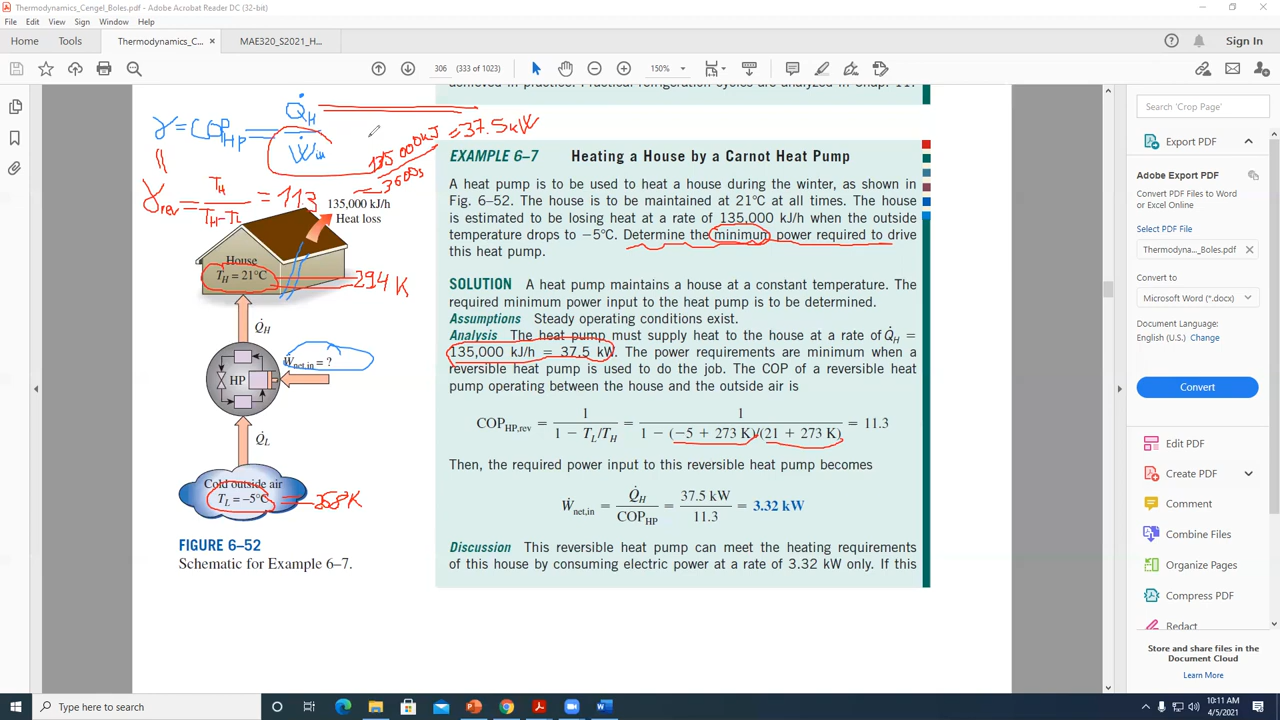 Thermodynamics_Cengel_Boles.pdf - Adobe Acrobat Reader DC (32-bit)
File Edit View Sign Window Help
Home Tools Thermodynamics_C... × MAE320_S2021_H...
Sign In
306 (333 of 1023) 150%
achieved in practice. Practical refrigeration cycles are analyzed in Chap. 11.
γ = COP_HP = Q̇_H / Ẇ_in
135 000 kJ / 3600s = 37.5 kW
γ_rev = T_H / (T_H - T_L) = 11.3
135,000 kJ/h
Heat loss
House
T_H = 21°C
294 K
Q̇_H
Ẇ_net,in = ?
HP
Q̇_L
Cold outside air
T_L = –5°C
268 K
FIGURE 6–52
Schematic for Example 6–7.
EXAMPLE 6–7 Heating a House by a Carnot Heat Pump
A heat pump is to be used to heat a house during the winter, as shown in
Fig. 6–52. The house is to be maintained at 21°C at all times. The house
is estimated to be losing heat at a rate of 135,000 kJ/h when the outside
temperature drops to −5°C. Determine the minimum power required to drive
this heat pump.
SOLUTION A heat pump maintains a house at a constant temperature. The
required minimum power input to the heat pump is to be determined.
Assumptions Steady operating conditions exist.
Analysis The heat pump must supply heat to the house at a rate of Q̇_H =
135,000 kJ/h = 37.5 kW. The power requirements are minimum when a
reversible heat pump is used to do the job. The COP of a reversible heat
pump operating between the house and the outside air is
COP_HP,rev = 1 / (1 − T_L/T_H) = 1 / (1 − (−5 + 273 K)/(21 + 273 K)) = 11.3
Then, the required power input to this reversible heat pump becomes
Ẇ_net,in = Q̇_H / COP_HP = 37.5 kW / 11.3 = 3.32 kW
Discussion This reversible heat pump can meet the heating requirements
of this house by consuming electric power at a rate of 3.32 kW only. If this
Search 'Crop Page'
Export PDF
Adobe Export PDF
Convert PDF Files to Word or Excel Online
Select PDF File
Thermodyna..._Boles.pdf ×
Convert to
Microsoft Word (*.docx)
Document Language:
English (U.S.) Change
Convert
Edit PDF
Create PDF
Comment
Combine Files
Organize Pages
Compress PDF
Redact
Store and share files in the
Document Cloud
Learn More
Type here to search
10:11 AM
4/5/2021